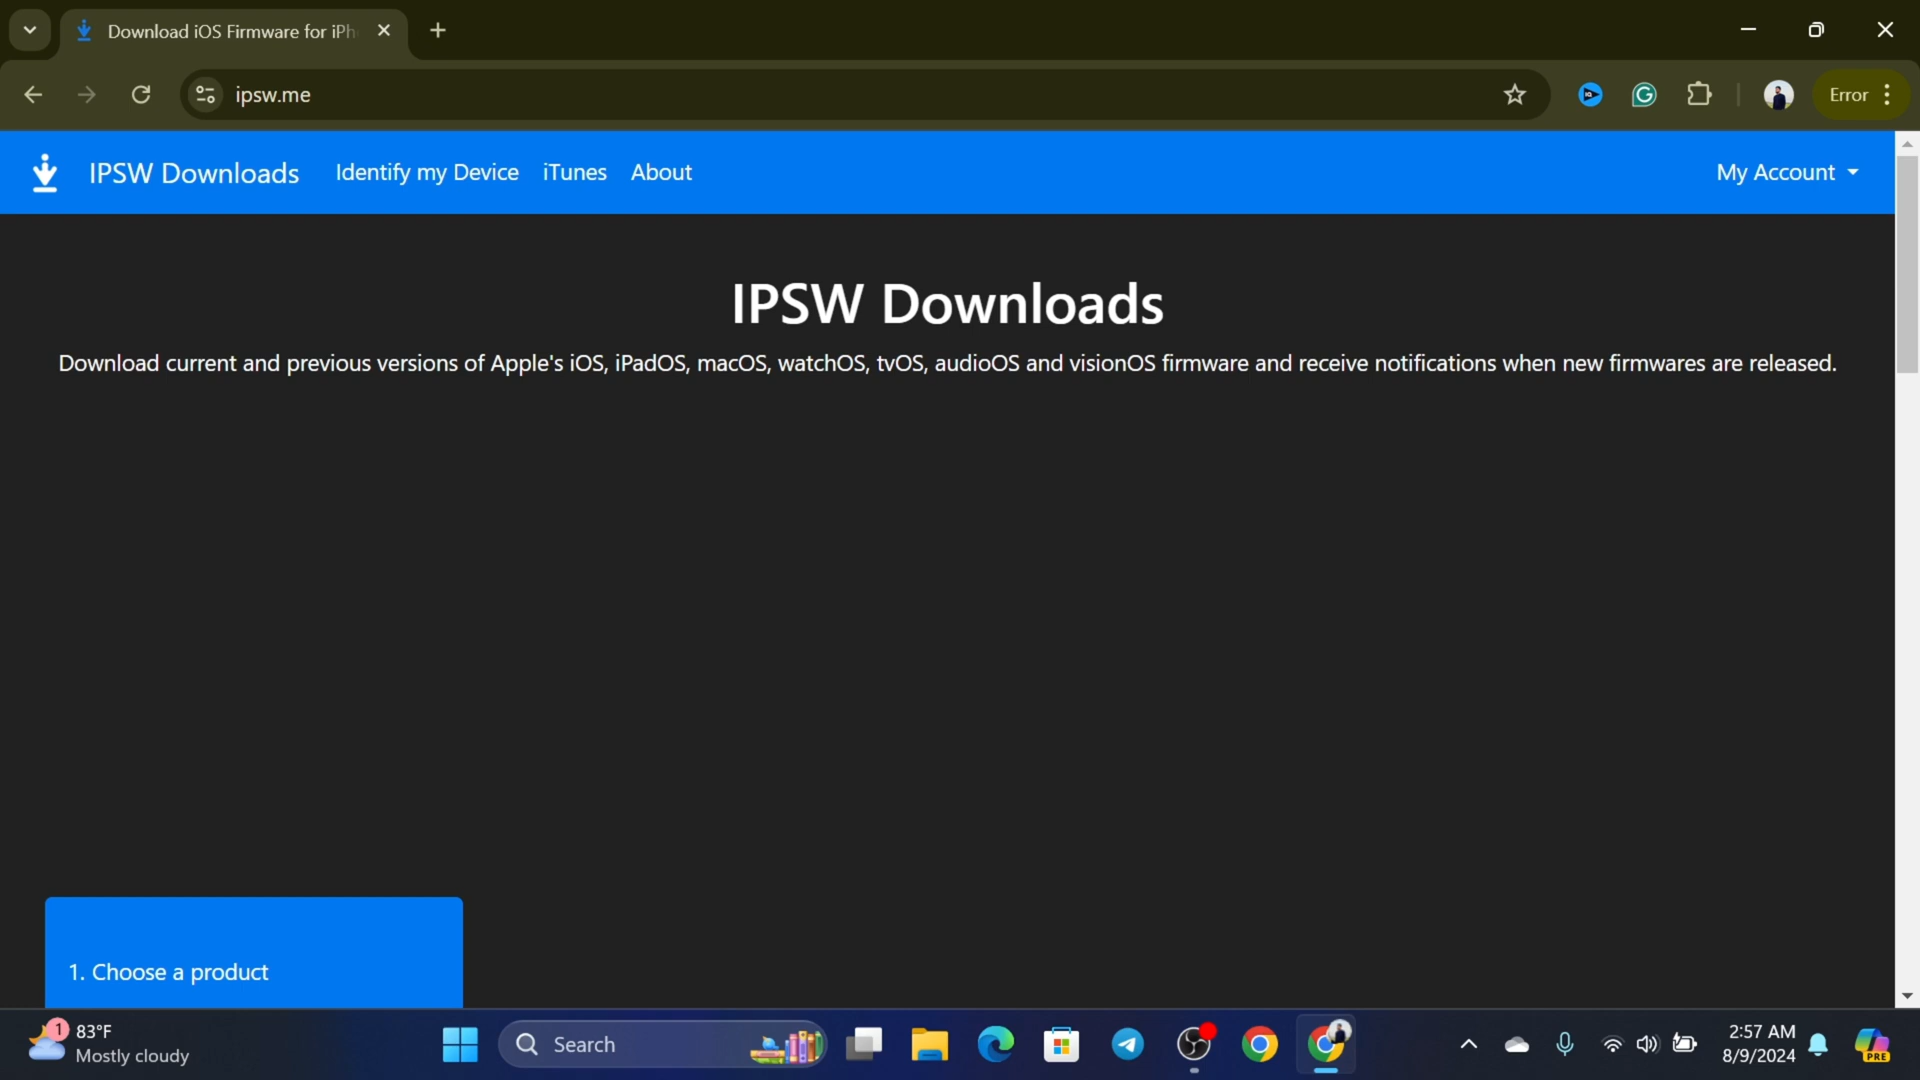 Download iOS Firmware for iPh
ipsw.me
Error
IPSW Downloads
Identify my Device
iTunes
About
My Account
IPSW Downloads
Download current and previous versions of Apple's iOS, iPadOS, macOS, watchOS, tvOS, audioOS and visionOS firmware and receive notifications when new firmwares are released.
1. Choose a product
1
83°F
Mostly cloudy
Search
2:57 AM
8/9/2024
PRE